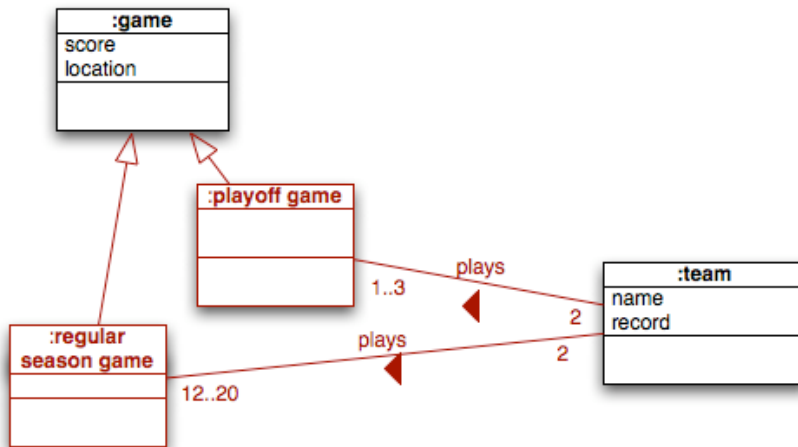 :game
score
location
:playoff game
plays
1..3
:team
2
name
record
:regular
season game
plays
2
12..20